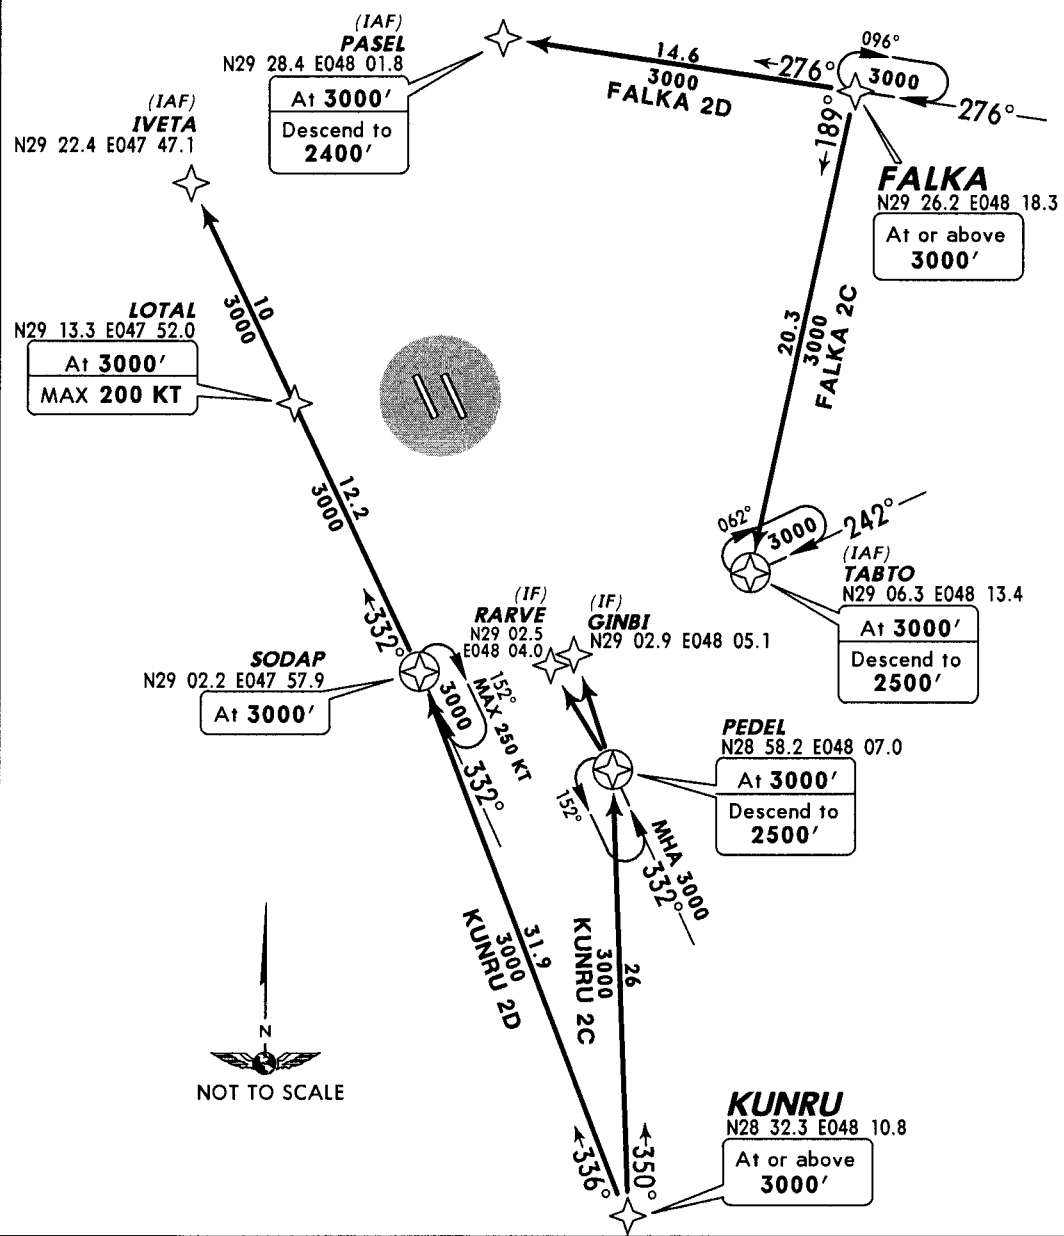 (IAF)
PASEL
N29 28.4 E048 01.8
At 3000'
Descend to
2400'
14.6
3000
FALKA 2D
276°
096°
3000
276°
189°
FALKA
N29 26.2 E048 18.3
At or above
3000'
(IAF)
IVETA
N29 22.4 E047 47.1
10
3000
LOTAL
N29 13.3 E047 52.0
At 3000'
MAX 200 KT
20.3
3000
FALKA 2C
12.2
3000
062°
3000
242°
(IAF)
TABTO
N29 06.3 E048 13.4
At 3000'
Descend to
2500'
332°
(IF)
RARVE
N29 02.5
E048 04.0
(IF)
GINBI
N29 02.9 E048 05.1
SODAP
N29 02.2 E047 57.9
At 3000'
152°
3000
MAX 250 KT
332°
PEDEL
N28 58.2 E048 07.0
At 3000'
Descend to
2500'
152°
MHA 3000
332°
31.9
3000
KUNRU 2D
26
3000
KUNRU 2C
N
NOT TO SCALE
336°
350°
KUNRU
N28 32.3 E048 10.8
At or above
3000'